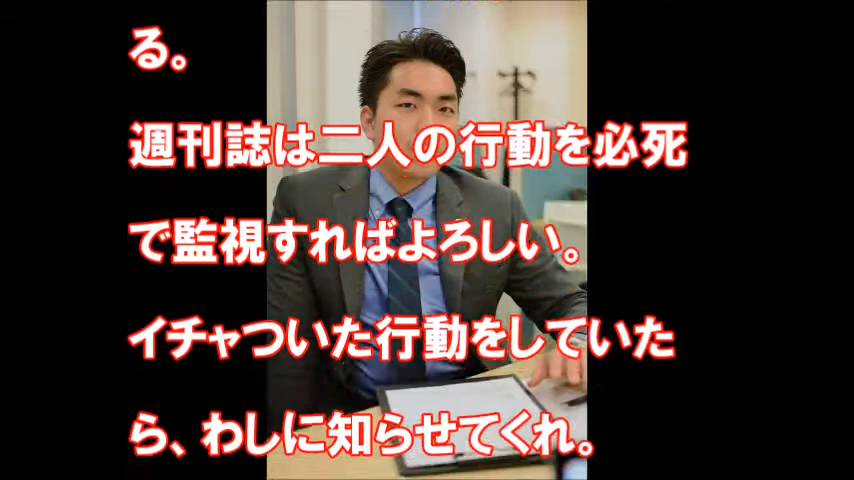 る。
週刊誌は二人の行動を必死
で監視すればよろしい。
イチャついた行動をしていた
ら、わしに知らせてくれ。